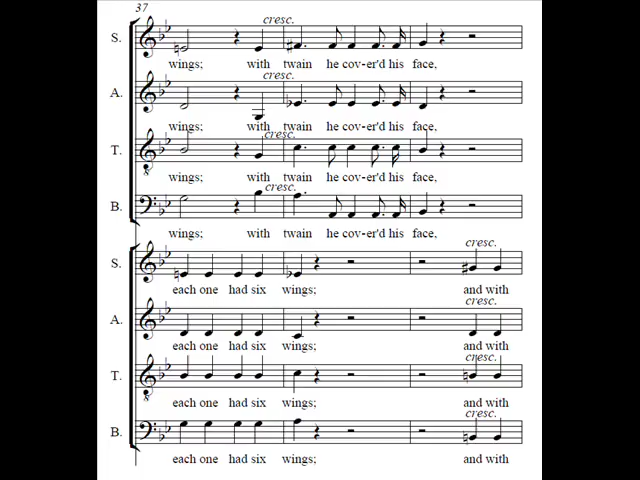 37
cresc.
S.
wings; with twain he cov-er'd his face,
cresc.
A.
wings; with twain he cov-er'd his face,
cresc.
T.
8
wings; with twain he cov-er'd his face,
cresc.
B.
wings; with twain he cov-er'd his face,
cresc.
S.
each one had six wings; and with
cresc.
A.
each one had six wings; and with
cresc.
T.
8
each one had six wings; and with
cresc.
B.
each one had six wings; and with